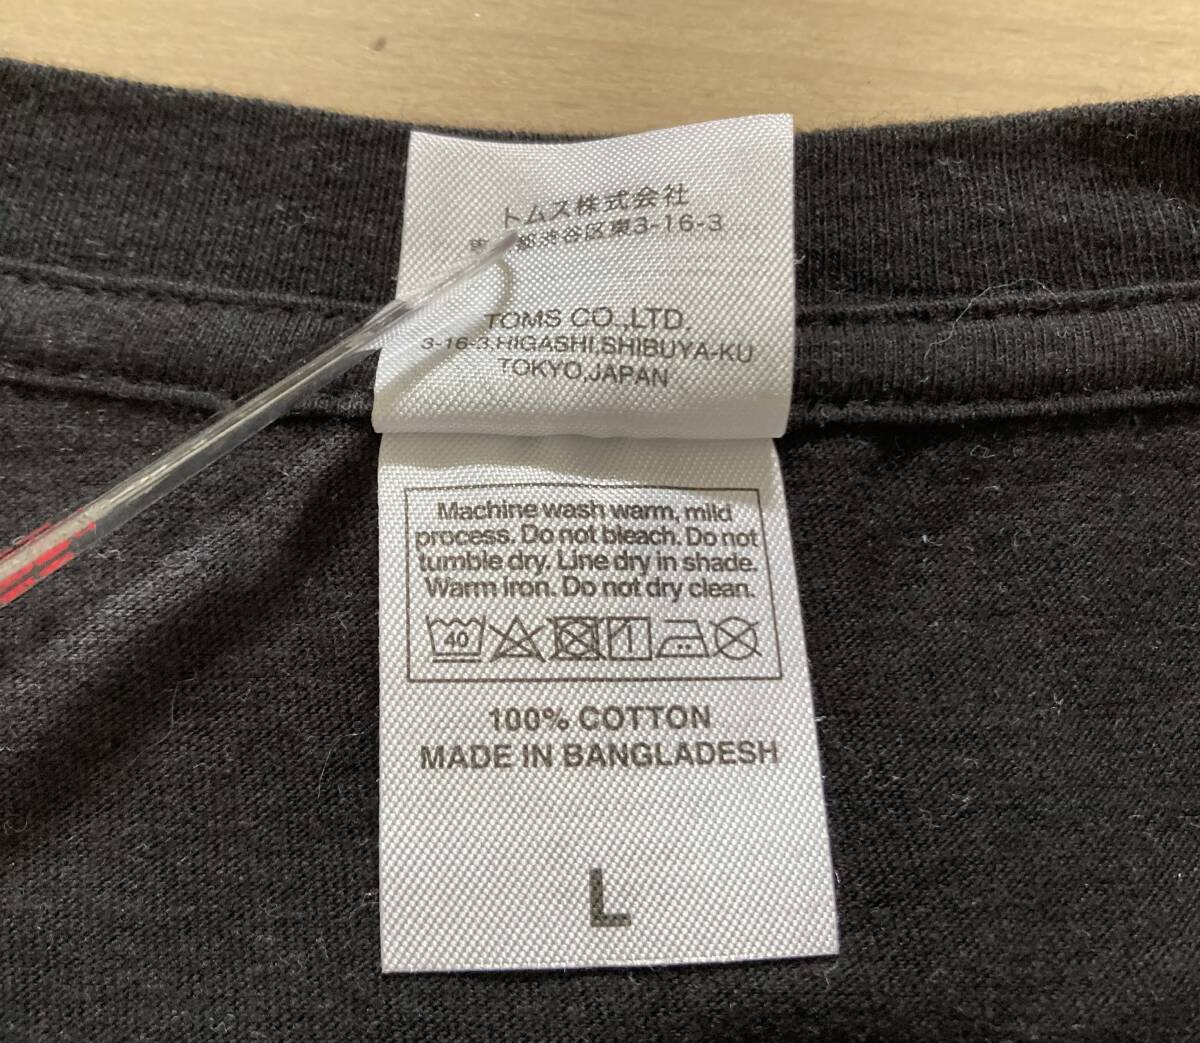 トムス株式会社
都渋谷区東3-16-3
TOMS CO.,LTD.
3-16-3,HIGASHI,SHIBUYA-KU
TOKYO,JAPAN
Machine wash warm, mild
process. Do not bleach. Do not
tumble dry. Line dry in shade.
Warm iron. Do not dry clean.
40
100% COTTON
MADE IN BANGLADESH
L